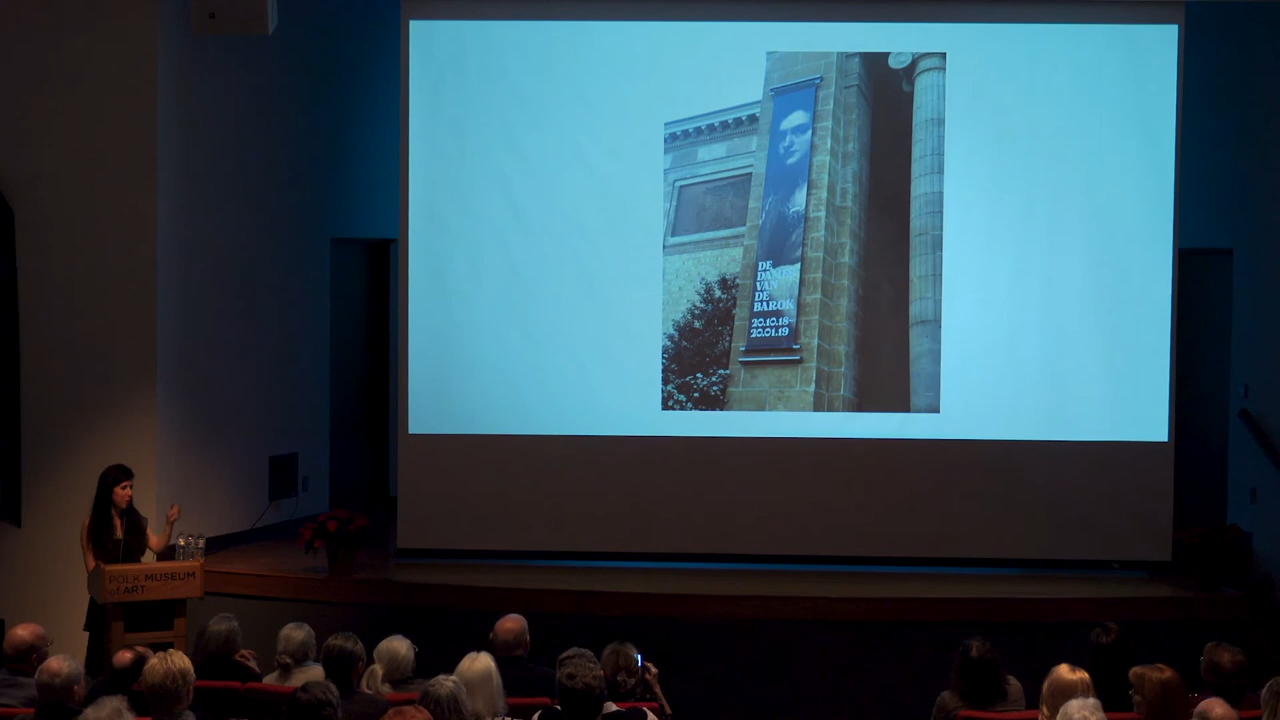 DE
DAMES
VAN
DE
BAROK
20.10.18-
20.01.19
POLK MUSEUM
of ART